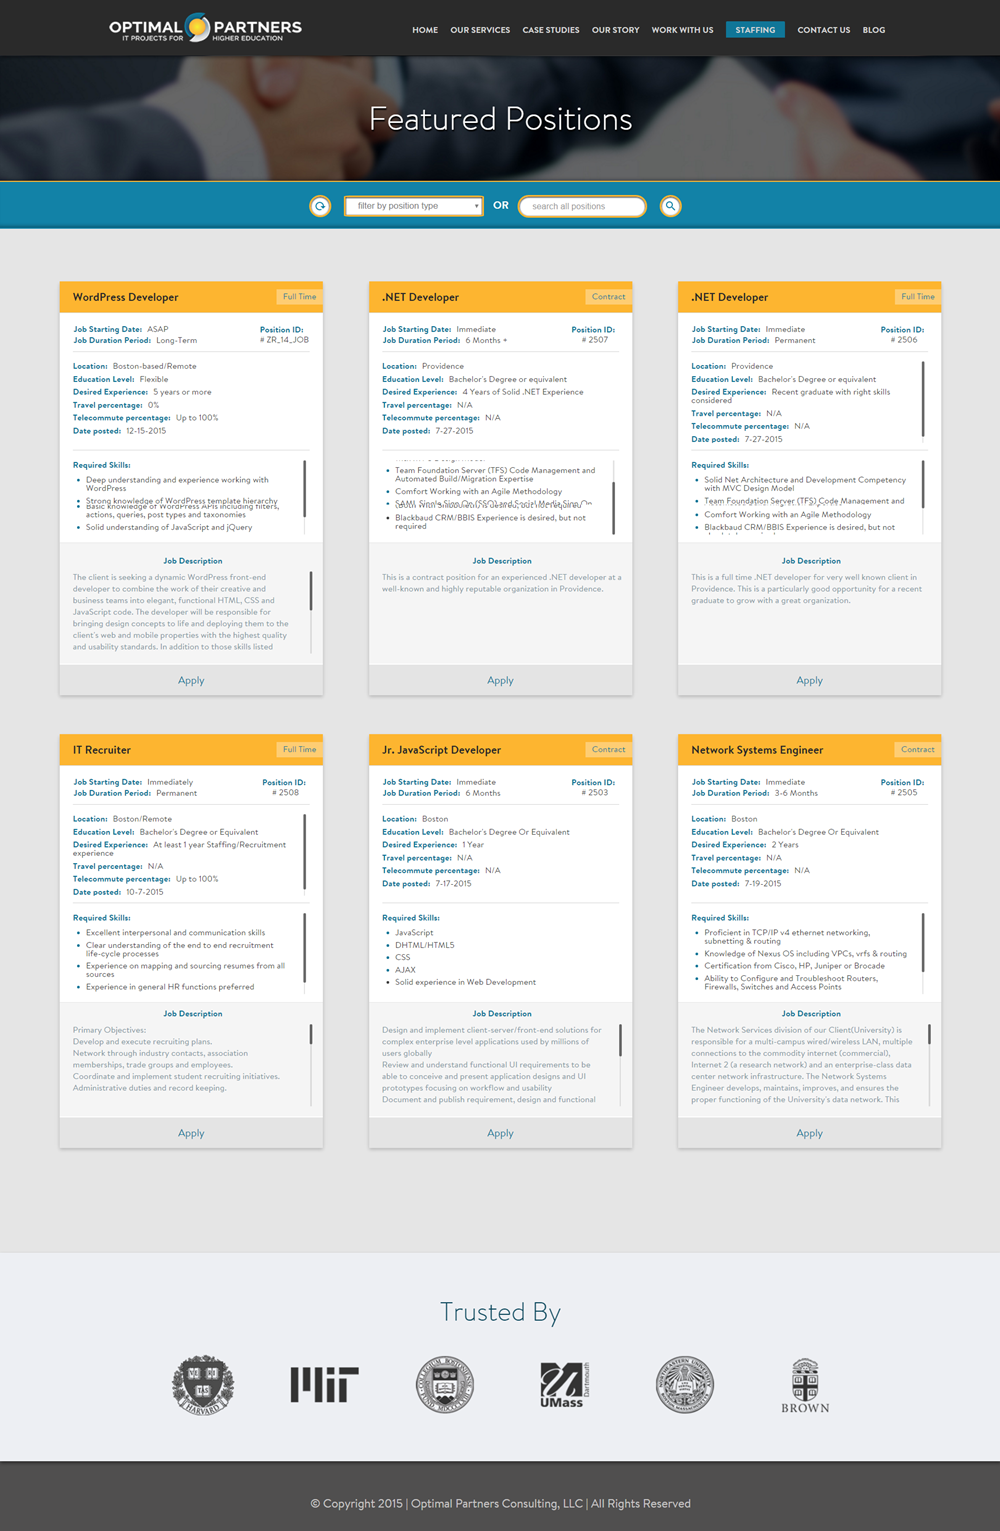 OPTIMAL PARTNERS
IT PROJECTS FOR HIGHER EDUCATION
HOME OUR SERVICES CASE STUDIES OUR STORY WORK WITH US STAFFING CONTACT US BLOG
Featured Positions
filter by position type OR search all positions
WordPress Developer Full Time
Job Starting Date: ASAP Position ID:
Job Duration Period: Long-Term # ZR_14_JOB
Location: Boston-based/Remote
Education Level: Flexible
Desired Experience: 5 years or more
Travel percentage: 0%
Telecommute percentage: Up to 100%
Date posted: 12-15-2015
Required Skills:
Deep understanding and experience working with
WordPress
Strong knowledge of WordPress template hierarchy
Basic knowledge of WordPress APIs including filters,
actions, queries, post types and taxonomies
Solid understanding of JavaScript and jQuery
Job Description
The client is seeking a dynamic WordPress front-end
developer to combine the work of their creative and
business teams into elegant, functional HTML, CSS and
JavaScript code. The developer will be responsible for
bringing design concepts to life and deploying them to the
client's web and mobile properties with the highest quality
and usability standards. In addition to those skills listed
Apply
.NET Developer Contract
Job Starting Date: Immediate Position ID:
Job Duration Period: 6 Months + # 2507
Location: Providence
Education Level: Bachelor's Degree or equivalent
Desired Experience: 4 Years of Solid .NET Experience
Travel percentage: N/A
Telecommute percentage: N/A
Date posted: 7-27-2015
Team Foundation Server (TFS) Code Management and
Automated Build/Migration Expertise
Comfort Working with an Agile Methodology
SAML Single Sign On (SSO) and Social Media Sign On
Blackbaud CRM/BBIS Experience is desired, but not
required
Job Description
This is a contract position for an experienced .NET developer at a
well-known and highly reputable organization in Providence.
Apply
.NET Developer Full Time
Job Starting Date: Immediate Position ID:
Job Duration Period: Permanent # 2506
Location: Providence
Education Level: Bachelor's Degree or equivalent
Desired Experience: Recent graduate with right skills
considered
Travel percentage: N/A
Telecommute percentage: N/A
Date posted: 7-27-2015
Required Skills:
Solid Net Architecture and Development Competency
with MVC Design Model
Team Foundation Server (TFS) Code Management and
Comfort Working with an Agile Methodology
Blackbaud CRM/BBIS Experience is desired, but not
Job Description
This is a full time .NET developer for very well known client in
Providence. This is a particularly good opportunity for a recent
graduate to grow with a great organization.
Apply
IT Recruiter Full Time
Job Starting Date: Immediately Position ID:
Job Duration Period: Permanent # 2508
Location: Boston/Remote
Education Level: Bachelor's Degree or Equivalent
Desired Experience: At least 1 year Staffing/Recruitment
experience
Travel percentage: N/A
Telecommute percentage: Up to 100%
Date posted: 10-7-2015
Required Skills:
Excellent interpersonal and communication skills
Clear understanding of the end to end recruitment
life-cycle processes
Experience on mapping and sourcing resumes from all
sources
Experience in general HR functions preferred
Job Description
Primary Objectives:
Develop and execute recruiting plans.
Network through industry contacts, association
memberships, trade groups and employees.
Coordinate and implement student recruiting initiatives.
Administrative duties and record keeping.
Apply
Jr. JavaScript Developer Contract
Job Starting Date: Immediate Position ID:
Job Duration Period: 6 Months # 2503
Location: Boston
Education Level: Bachelor's Degree Or Equivalent
Desired Experience: 1 Year
Travel percentage: N/A
Telecommute percentage: N/A
Date posted: 7-17-2015
Required Skills:
JavaScript
DHTML/HTML5
CSS
AJAX
Solid experience in Web Development
Job Description
Design and implement client-server/front-end solutions for
complex enterprise level applications used by millions of
users globally
Review and understand functional UI requirements to be
able to conceive and present application designs and UI
prototypes focusing on workflow and usability
Document and publish requirement, design and functional
Apply
Network Systems Engineer Contract
Job Starting Date: Immediate Position ID:
Job Duration Period: 3-6 Months # 2505
Location: Boston
Education Level: Bachelor's Degree Or Equivalent
Desired Experience: 2 Years
Travel percentage: N/A
Telecommute percentage: N/A
Date posted: 7-19-2015
Required Skills:
Proficient in TCP/IP v4 ethernet networking,
subnetting & routing
Knowledge of Nexus OS including VPCs, vrfs & routing
Certification from Cisco, HP, Juniper or Brocade
Ability to Configure and Troubleshoot Routers,
Firewalls, Switches and Access Points
Job Description
The Network Services division of our Client(University) is
responsible for a multi-campus wired/wireless LAN, multiple
connections to the commodity internet (commercial),
Internet 2 (a research network) and an enterprise-class data
center network infrastructure. The Network Systems
Engineer develops, maintains, improves, and ensures the
proper functioning of the University's data network. This
Apply
Trusted By
VE RI TAS
HARVARD
MIT
UMass
Dartmouth
BROWN
© Copyright 2015 | Optimal Partners Consulting, LLC | All Rights Reserved